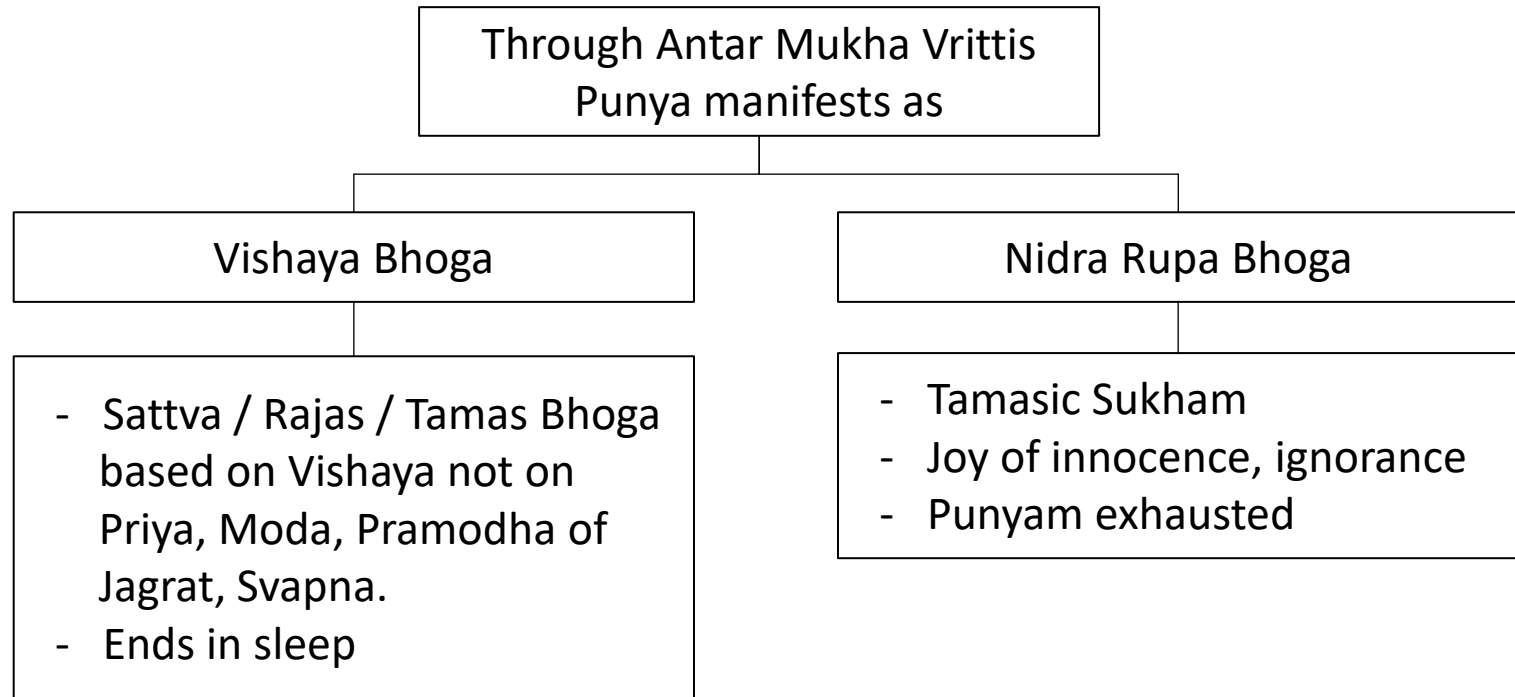 Through Antar Mukha Vrittis
Punya manifests as
Vishaya Bhoga
Nidra Rupa Bhoga
- Sattva / Rajas / Tamas Bhoga
based on Vishaya not on
Priya, Moda, Pramodha of
Jagrat, Svapna.
- Ends in sleep
- Tamasic Sukham
- Joy of innocence, ignorance
- Punyam exhausted